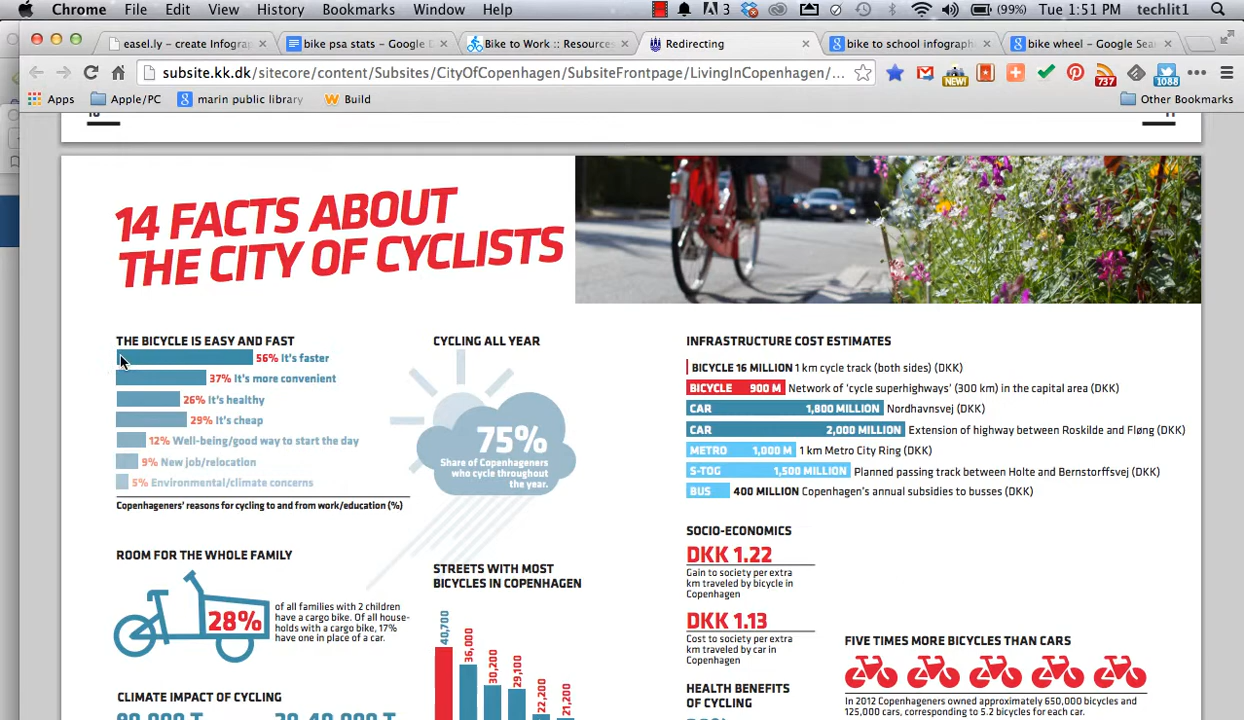 Chrome File Edit View History Bookmarks Window Help 3 (99%) Tue 1:51 PM techlit1
easel.ly - create Infograp
bike psa stats - Google D
Bike to Work :: Resources
Redirecting
bike to school infograph
bike wheel - Google Sea
subsite.kk.dk/sitecore/content/Subsites/CityOfCopenhagen/SubsiteFrontpage/LivingInCopenhagen/...
NEW!
737
1088
Apps Apple/PC marin public library Build Other Bookmarks
14 FACTS ABOUT
THE CITY OF CYCLISTS
THE BICYCLE IS EASY AND FAST
56% It's faster
37% It's more convenient
26% It's healthy
29% It's cheap
12% Well-being/good way to start the day
9% New job/relocation
5% Environmental/climate concerns
Copenhageners' reasons for cycling to and from work/education (%)
CYCLING ALL YEAR
75%
Share of Copenhageners
who cycle throughout
the year.
INFRASTRUCTURE COST ESTIMATES
BICYCLE 16 MILLION 1 km cycle track (both sides) (DKK)
BICYCLE 900 M Network of 'cycle superhighways' (300 km) in the capital area (DKK)
CAR 1,800 MILLION Nordhavnsvej (DKK)
CAR 2,000 MILLION Extension of highway between Roskilde and Fløng (DKK)
METRO 1,000 M 1 km Metro City Ring (DKK)
S-TOG 1,500 MILLION Planned passing track between Holte and Bernstorffsvej (DKK)
BUS 400 MILLION Copenhagen's annual subsidies to busses (DKK)
ROOM FOR THE WHOLE FAMILY
28%
of all families with 2 children
have a cargo bike. Of all house-
holds with a cargo bike, 17%
have one in place of a car.
STREETS WITH MOST
BICYCLES IN COPENHAGEN
40,700
36,000
30,200
29,100
22,200
21,200
SOCIO-ECONOMICS
DKK 1.22
Gain to society per extra
km traveled by bicycle in
Copenhagen
DKK 1.13
Cost to society per extra
km traveled by car in
Copenhagen
FIVE TIMES MORE BICYCLES THAN CARS
In 2012 Copenhageners owned approximately 650,000 bicycles and
125,000 cars, corresponding to 5.2 bicycles for each car.
CLIMATE IMPACT OF CYCLING
HEALTH BENEFITS
OF CYCLING